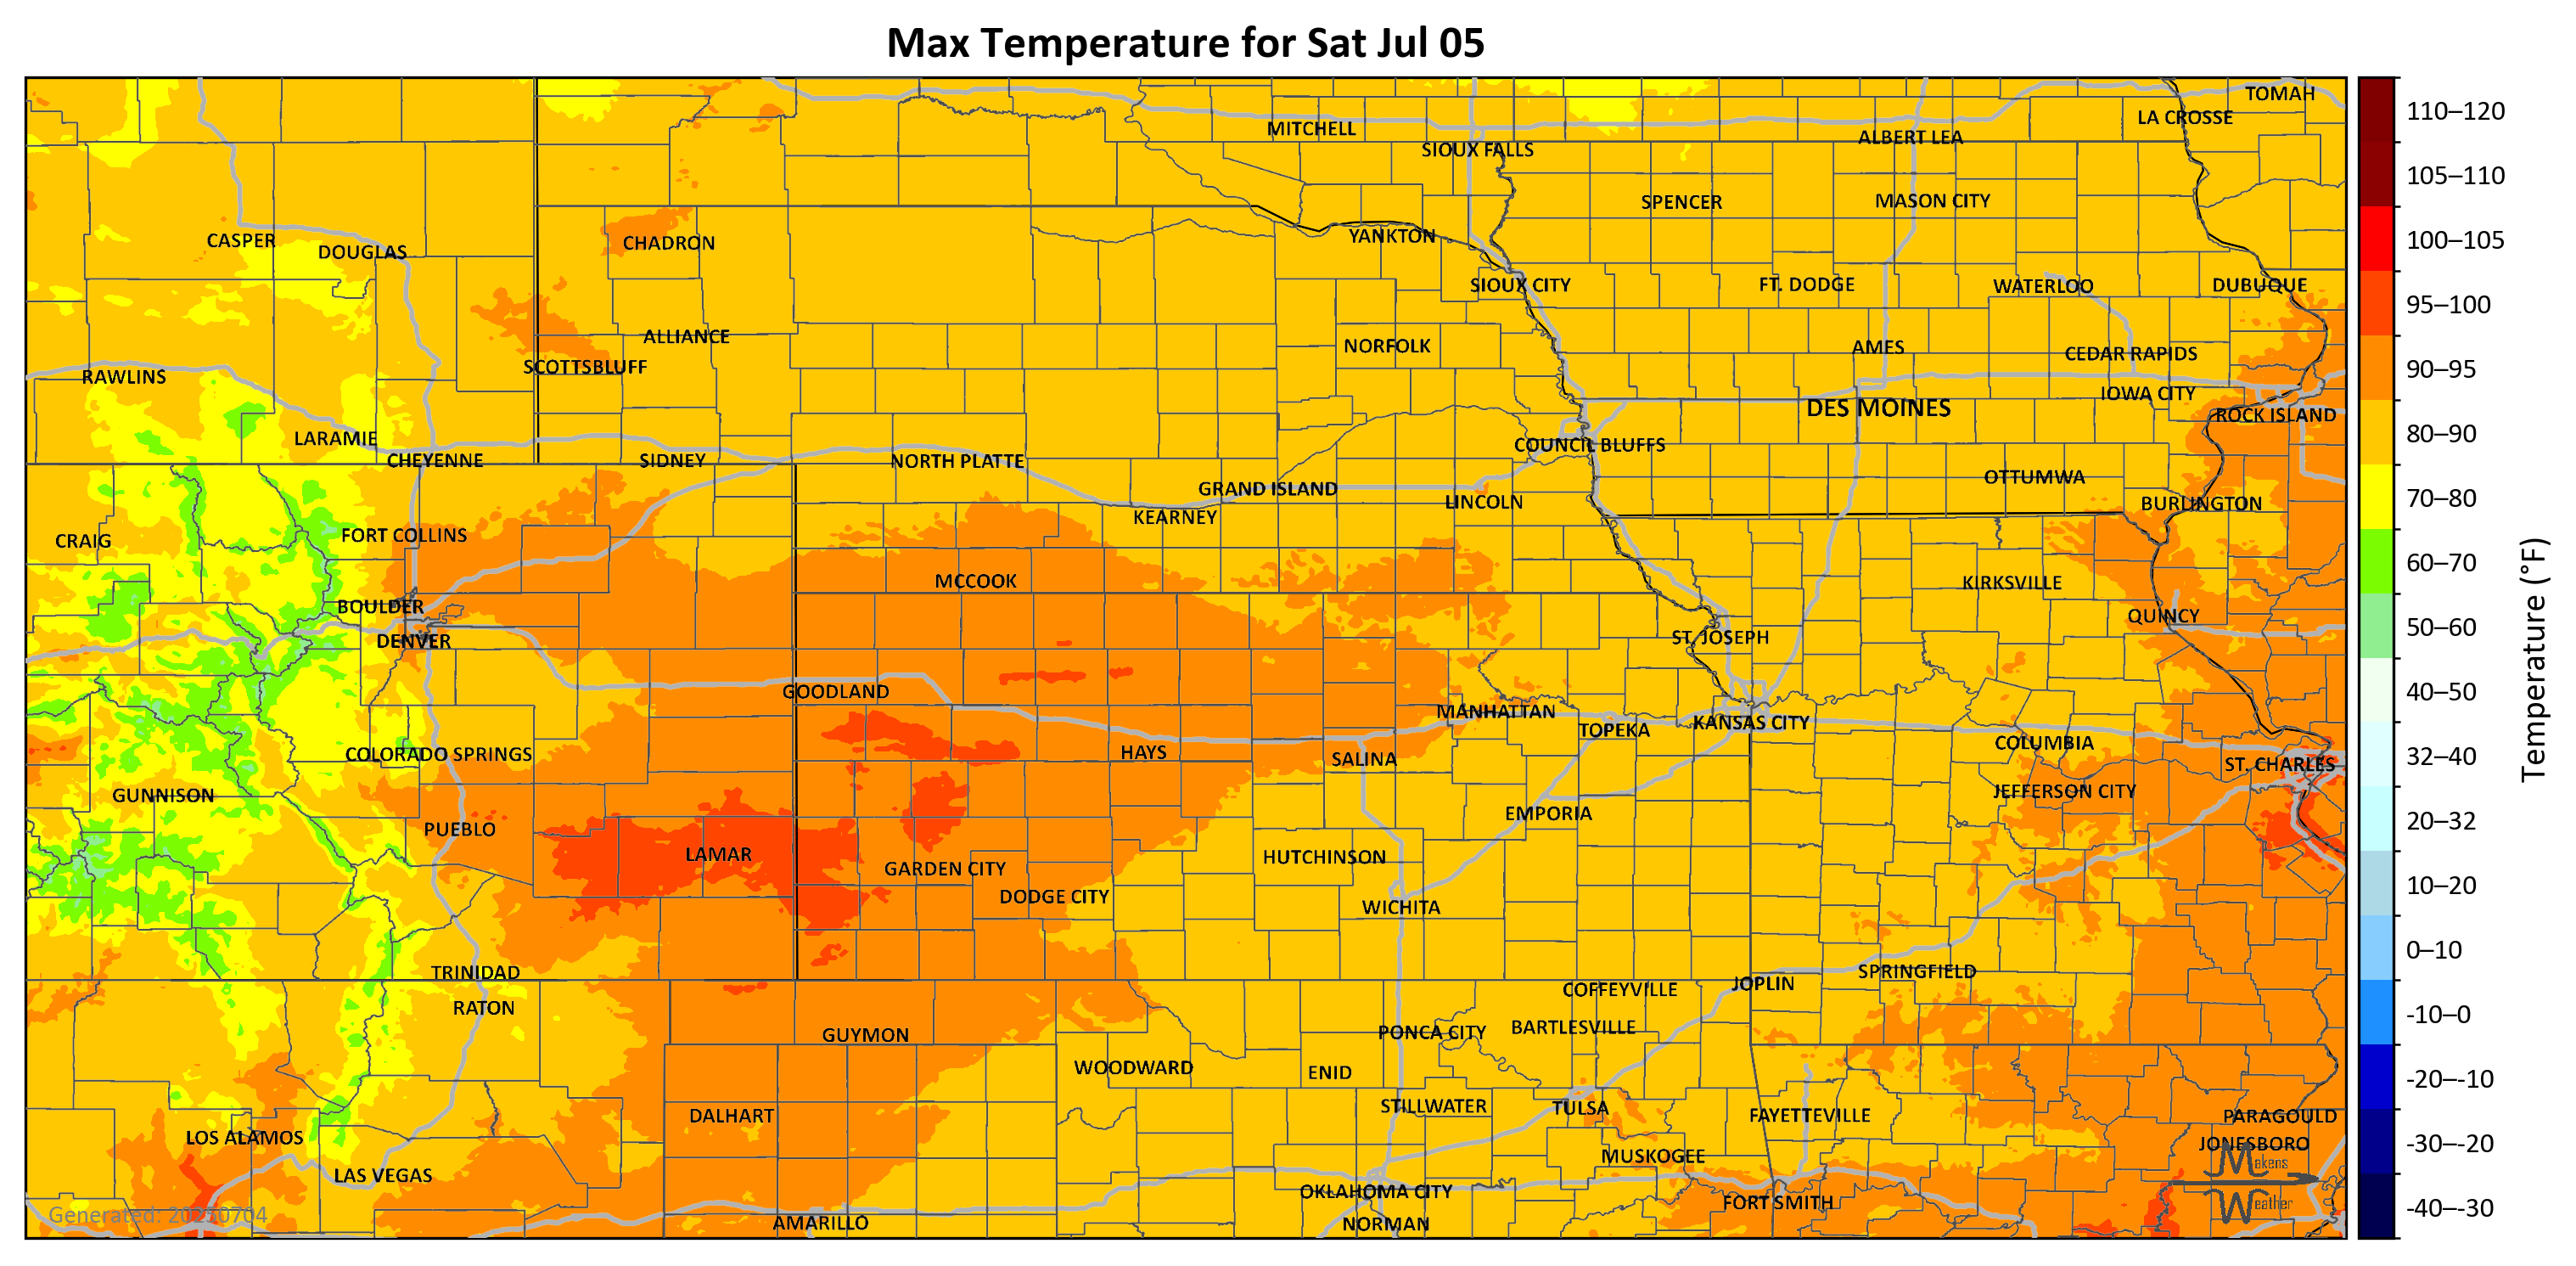 Max Temperature for Sat Jul 05
TOMAH
LA CROSSE
MITCHELL
ALBERT LEA
SIOUX FALLS
SPENCER
MASON CITY
CASPER
DOUGLAS
CHADRON
YANKTON
SIOUX CITY
FT. DODGE
WATERLOO
DUBUQUE
ALLIANCE
NORFOLK
AMES
CEDAR RAPIDS
SCOTTSBLUFF
RAWLINS
IOWA CITY
DES MOINES
ROCK ISLAND
LARAMIE
COUNCIL BLUFFS
CHEYENNE
SIDNEY
NORTH PLATTE
OTTUMWA
GRAND ISLAND
LINCOLN
BURLINGTON
KEARNEY
CRAIG
FORT COLLINS
MCCOOK
KIRKSVILLE
BOULDER
QUINCY
DENVER
ST. JOSEPH
GOODLAND
MANHATTAN
TOPEKA
KANSAS CITY
COLUMBIA
COLORADO SPRINGS
HAYS
SALINA
ST. CHARLES
GUNNISON
JEFFERSON CITY
EMPORIA
PUEBLO
LAMAR
HUTCHINSON
GARDEN CITY
DODGE CITY
WICHITA
TRINIDAD
SPRINGFIELD
JOPLIN
COFFEYVILLE
RATON
GUYMON
PONCA CITY
BARTLESVILLE
WOODWARD
ENID
STILLWATER
TULSA
DALHART
FAYETTEVILLE
PARAGOULD
LOS ALAMOS
JONESBORO
MUSKOGEE
LAS VEGAS
OKLAHOMA CITY
FORT SMITH
AMARILLO
NORMAN
Makens
Weather
Generated: 20250704
110–120
105–110
100–105
95–100
90–95
80–90
70–80
60–70
50–60
40–50
32–40
20–32
10–20
0–10
-10–0
-20–-10
-30–-20
-40–-30
Temperature (°F)